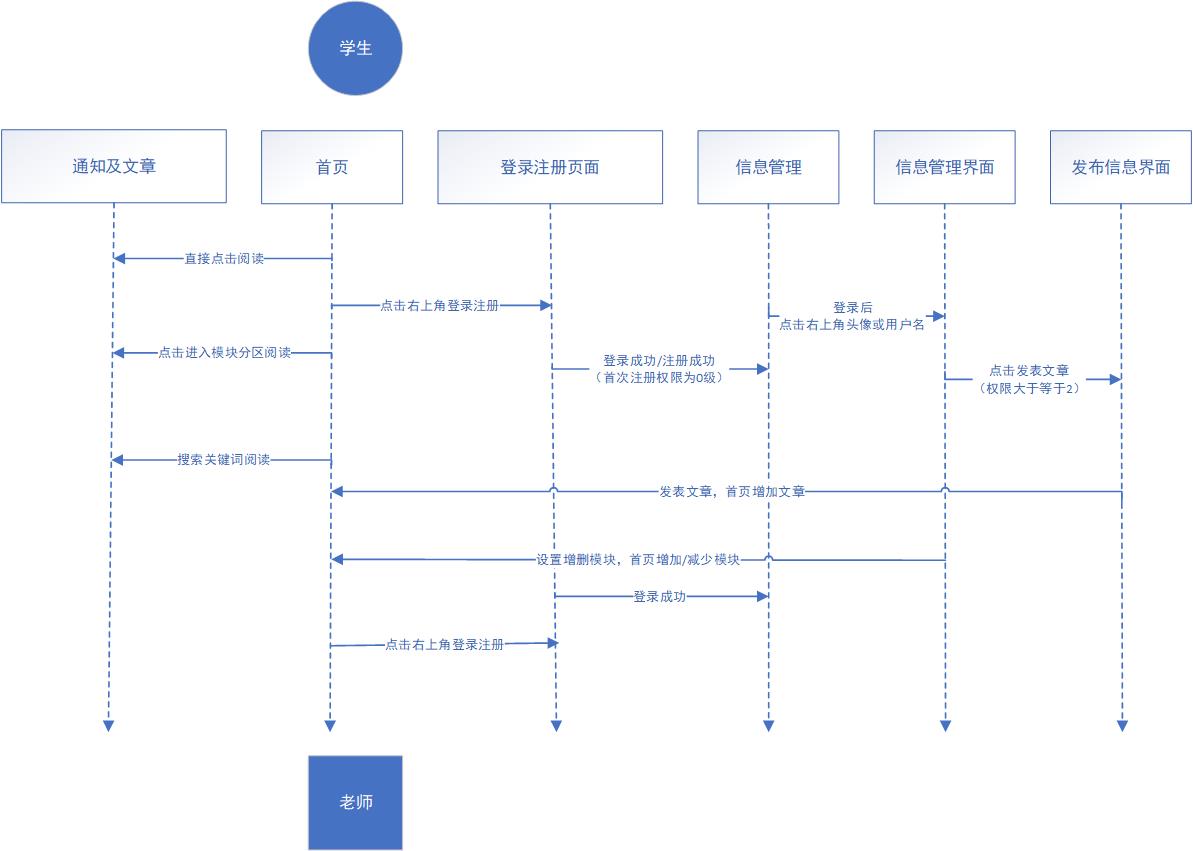 学生
通知及文章
首页
登录注册页面
信息管理
信息管理界面
发布信息界面
直接点击阅读
点击右上角登录注册
登录后
点击右上角头像或用户名
点击进入模块分区阅读
登录成功/注册成功
（首次注册权限为0级）
点击发表文章
（权限大于等于2）
搜索关键词阅读
发表文章，首页增加文章
设置增删模块，首页增加/减少模块
登录成功
点击右上角登录注册
老师